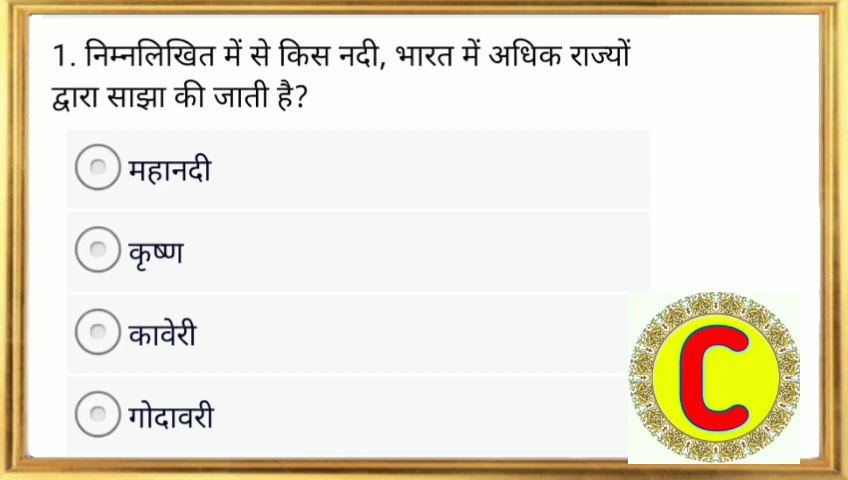 1. निम्नलिखित में से किस नदी, भारत में अधिक राज्यों
द्वारा साझा की जाती है?
महानदी
कृष्ण
कावेरी
गोदावरी
C